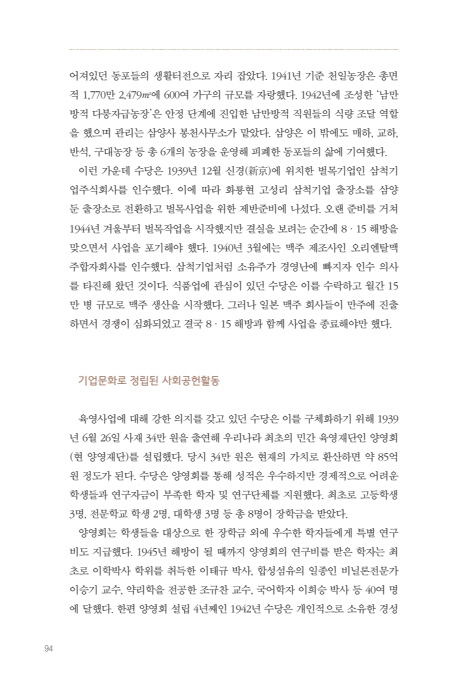 어져있던 동포들의 생활터전으로 자리 잡았다. 1941년 기준 천일농장은 총면
적 1,770만 2,479㎡에 600여 가구의 규모를 자랑했다. 1942년에 조성한 '남만
방적 다붕자급농장'은 안정 단계에 진입한 남만방적 직원들의 식량 조달 역할
을 했으며 관리는 삼양사 봉천사무소가 맡았다. 삼양은 이 밖에도 매하, 교하,
반석, 구대농장 등 총 6개의 농장을 운영해 피폐한 동포들의 삶에 기여했다.
이런 가운데 수당은 1939년 12월 신경(新京)에 위치한 벌목기업인 삼척기
업주식회사를 인수했다. 이에 따라 화룡현 고성리 삼척기업 출장소를 삼양
둔 출장소로 전환하고 벌목사업을 위한 제반준비에 나섰다. 오랜 준비를 거쳐
1944년 겨울부터 벌목작업을 시작했지만 결실을 보려는 순간에 8·15 해방을
맞으면서 사업을 포기해야 했다. 1940년 3월에는 맥주 제조사인 오리엔탈맥
주합자회사를 인수했다. 삼척기업처럼 소유주가 경영난에 빠지자 인수 의사
를 타진해 왔던 것이다. 식품업에 관심이 있던 수당은 이를 수락하고 월간 15
만 병 규모로 맥주 생산을 시작했다. 그러나 일본 맥주 회사들이 만주에 진출
하면서 경쟁이 심화되었고 결국 8·15 해방과 함께 사업을 종료해야만 했다.
기업문화로 정립된 사회공헌활동
육영사업에 대해 강한 의지를 갖고 있던 수당은 이를 구체화하기 위해 1939
년 6월 26일 사재 34만 원을 출연해 우리나라 최초의 민간 육영재단인 양영회
(현 양영재단)를 설립했다. 당시 34만 원은 현재의 가치로 환산하면 약 85억
원 정도가 된다. 수당은 양영회를 통해 성적은 우수하지만 경제적으로 어려운
학생들과 연구자금이 부족한 학자 및 연구단체를 지원했다. 최초로 고등학생
3명, 전문학교 학생 2명, 대학생 3명 등 총 8명이 장학금을 받았다.
양영회는 학생들을 대상으로 한 장학금 외에 우수한 학자들에게 특별 연구
비도 지급했다. 1945년 해방이 될 때까지 양영회의 연구비를 받은 학자는 최
초로 이학박사 학위를 취득한 이태규 박사, 합성섬유의 일종인 비닐론전문가
이승기 교수, 약리학을 전공한 조규찬 교수, 국어학자 이희승 박사 등 40여 명
에 달했다. 한편 양영회 설립 4년째인 1942년 수당은 개인적으로 소유한 경성
94